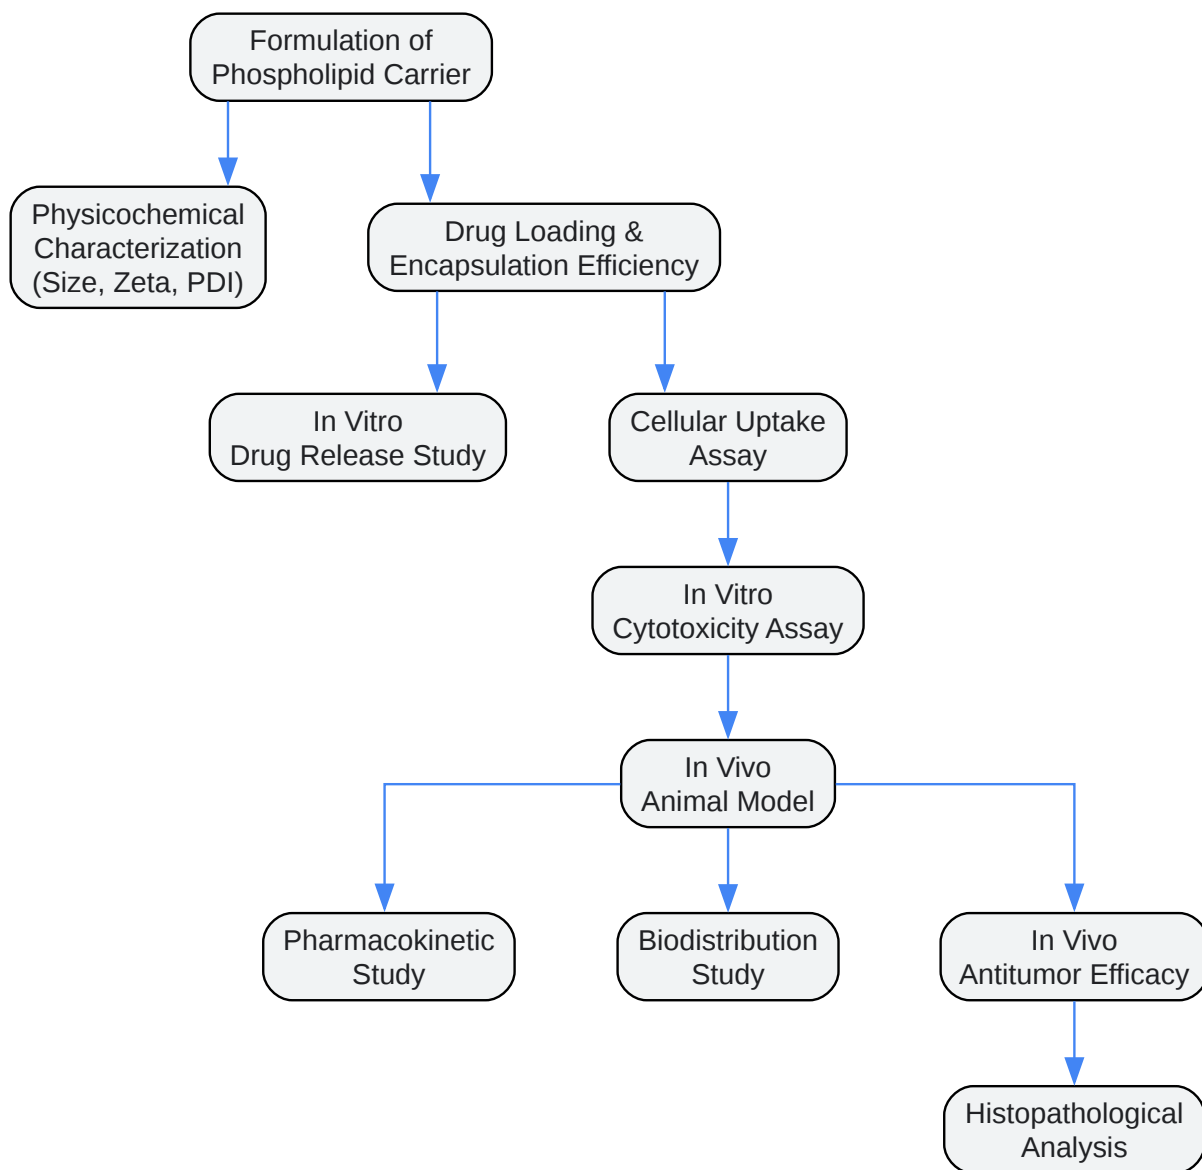 Formulation of
Phospholipid Carrier
Physicochemical
Characterization
(Size, Zeta, PDI)
Drug Loading &
Encapsulation Efficiency
In Vitro
Drug Release Study
Cellular Uptake
Assay
In Vitro
Cytotoxicity Assay
In Vivo
Animal Model
Pharmacokinetic
Study
Biodistribution
Study
In Vivo
Antitumor Efficacy
Histopathological
Analysis